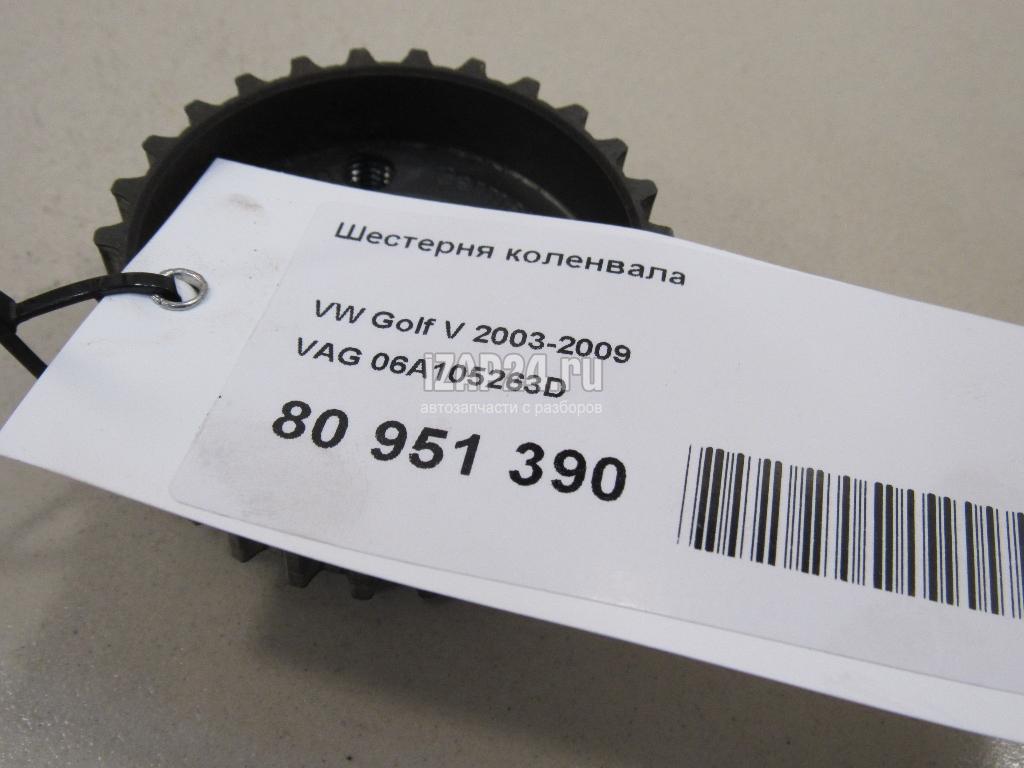 Шестерня коленвала
VW Golf V 2003-2009
VAG 06A105263D
iZAP24.ru
автозапчасти с разборов
80 951 390